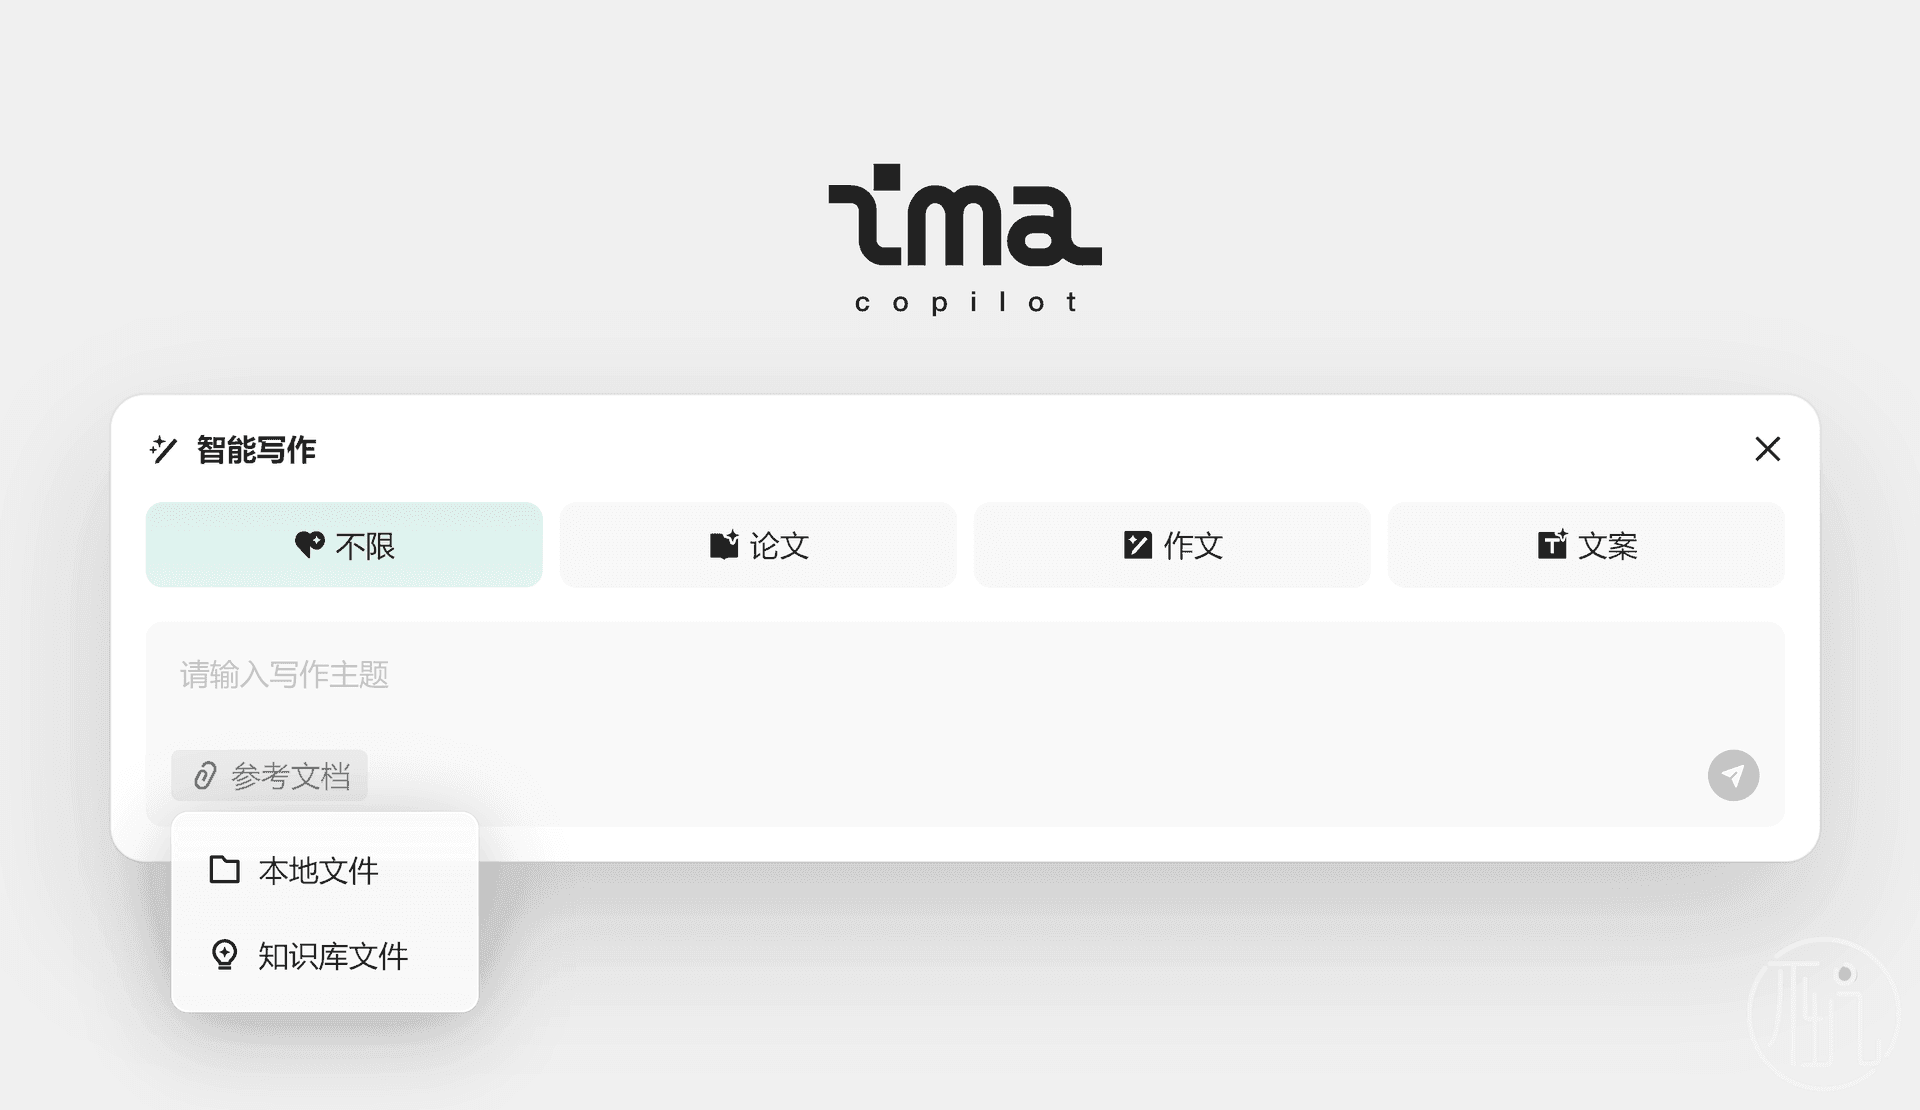 ima
copilot
智能写作
不限
论文
作文
文案
请输入写作主题
参考文档
本地文件
知识库文件